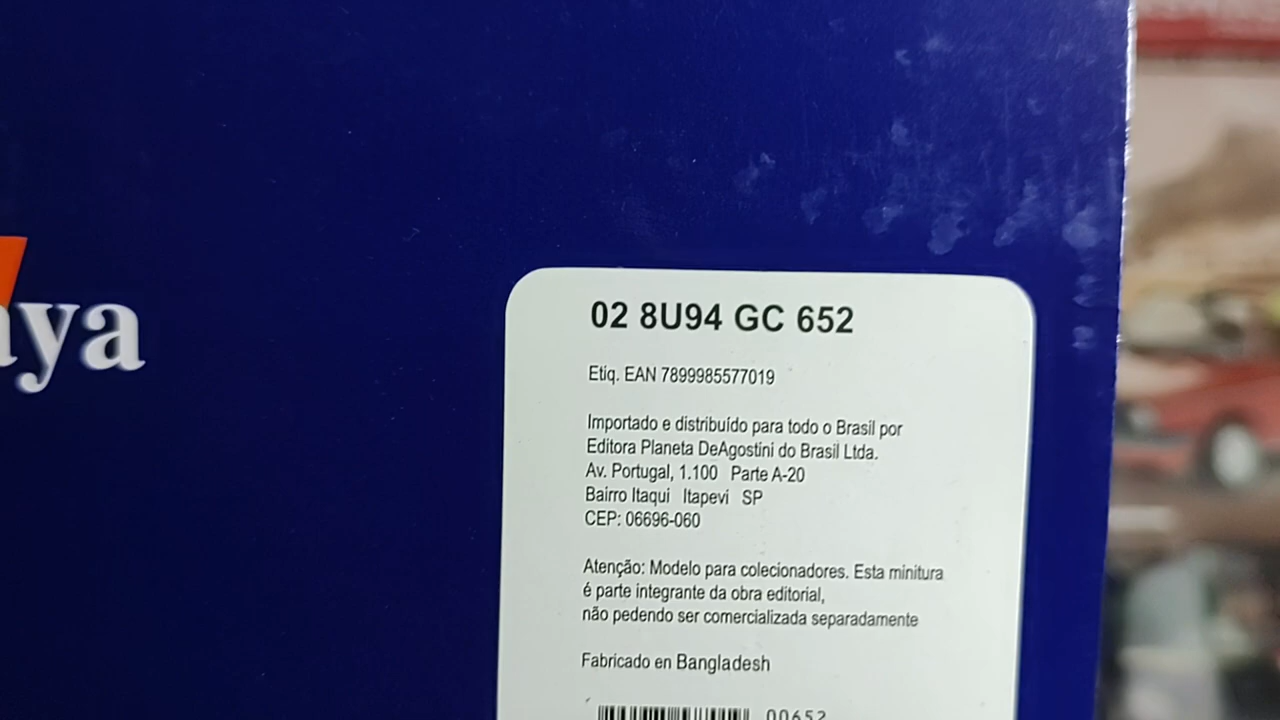 aya
02 8U94 GC 652
Etiq. EAN 7899985577019
Importado e distribuído para todo o Brasil por
Editora Planeta DeAgostini do Brasil Ltda.
Av. Portugal, 1.100 Parte A-20
Bairro Itaqui Itapevi SP
CEP: 06696-060
Atenção: Modelo para colecionadores. Esta minitura
é parte integrante da obra editorial,
não pedendo ser comercializada separadamente
Fabricado en Bangladesh
00652